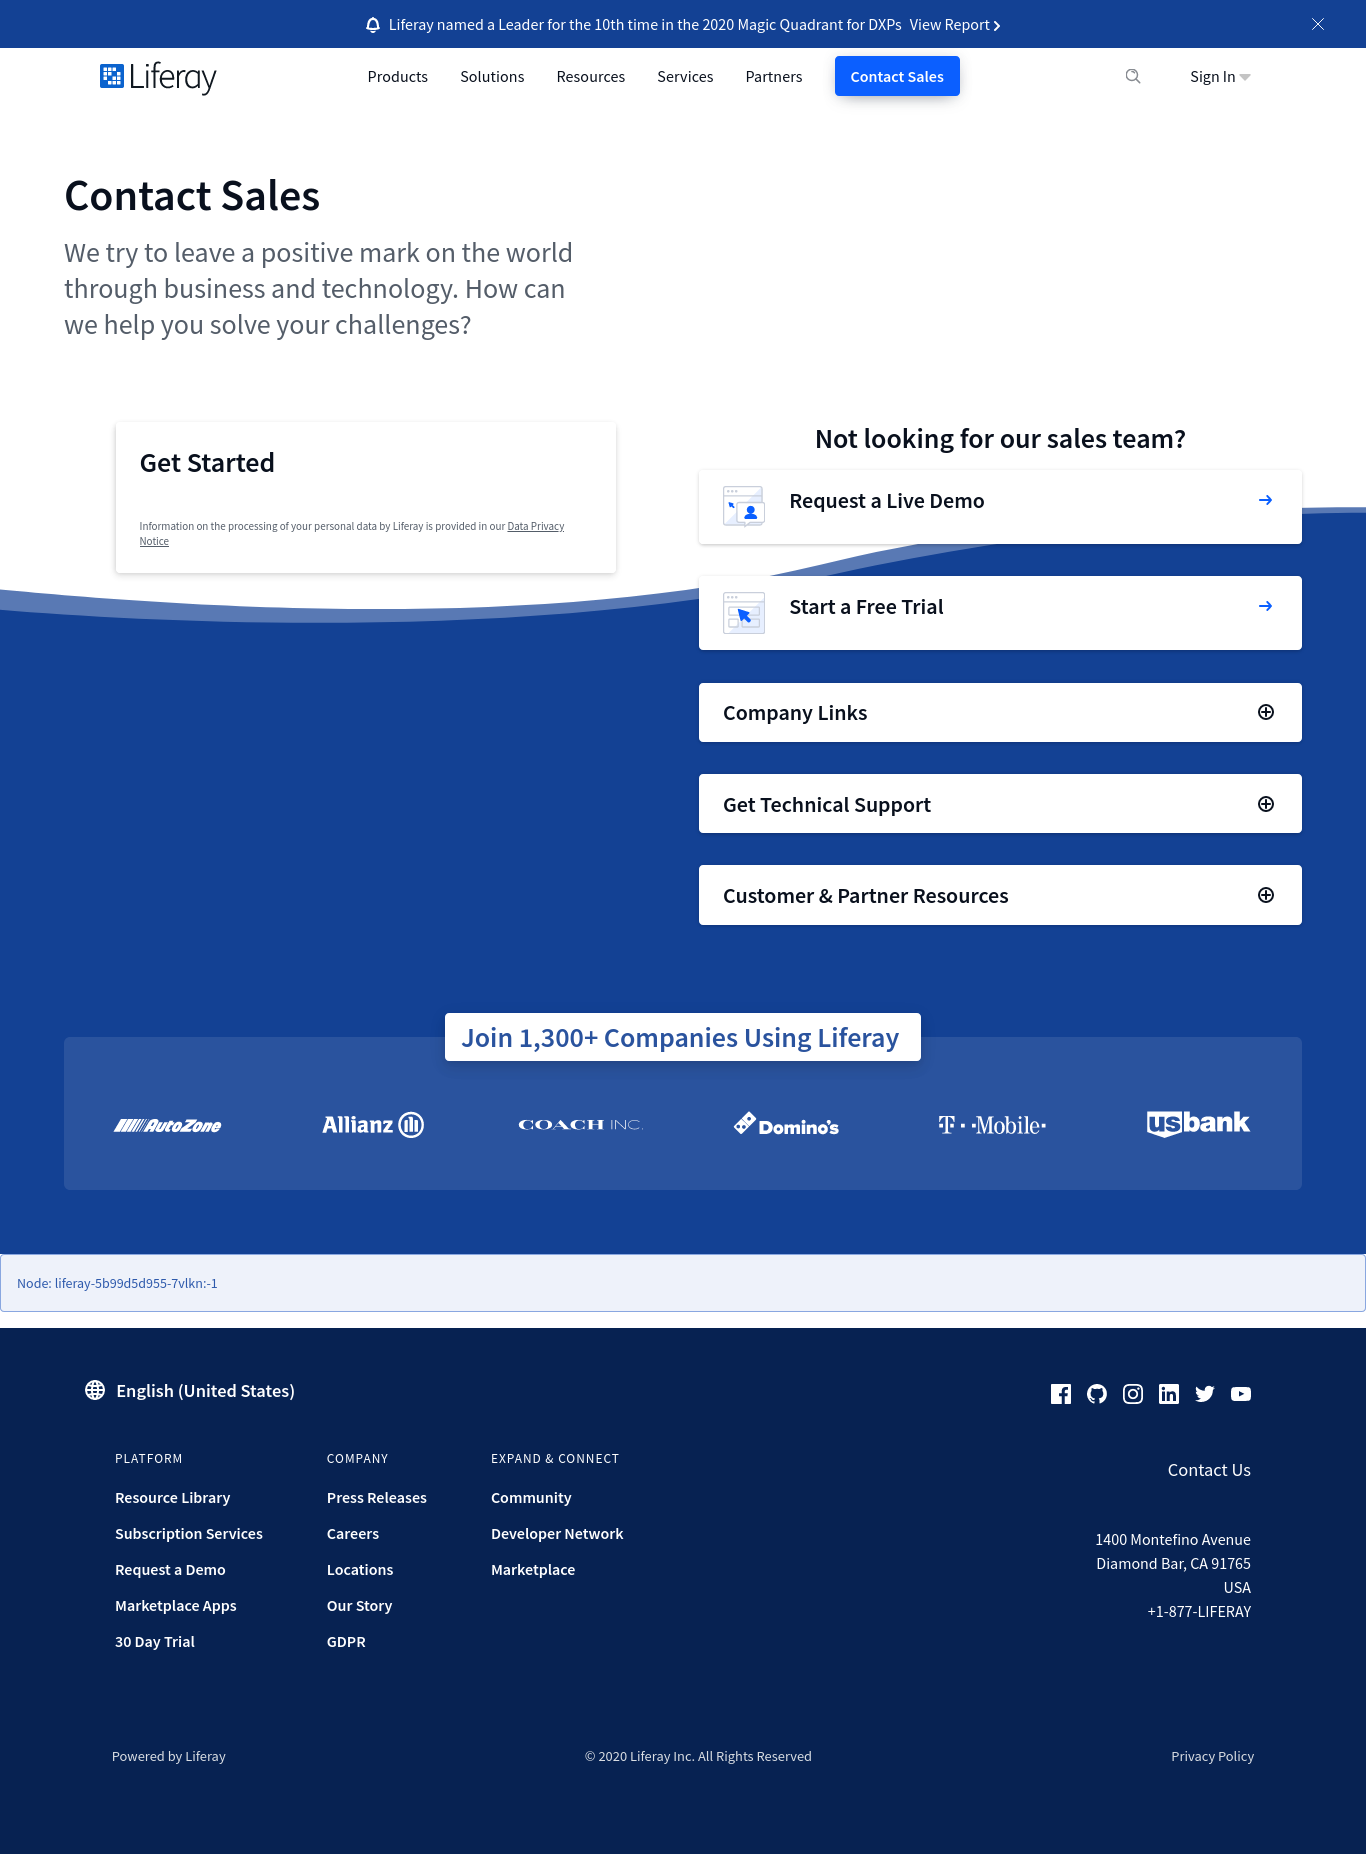 Liferay named a Leader for the 10th time in the 2020 Magic Quadrant for DXPs View Report
Liferay
Products Solutions Resources Services Partners Contact Sales Sign In
Contact Sales
We try to leave a positive mark on the world
through business and technology. How can
we help you solve your challenges?
Get Started
Information on the processing of your personal data by Liferay is provided in our Data Privacy
Notice
Not looking for our sales team?
Request a Live Demo
Start a Free Trial
Company Links
Get Technical Support
Customer & Partner Resources
Join 1,300+ Companies Using Liferay
AutoZone Allianz COACH INC. Domino's T·Mobile· usbank
Node: liferay-5b99d5d955-7vlkn:-1
English (United States)
PLATFORM
Resource Library
Subscription Services
Request a Demo
Marketplace Apps
30 Day Trial
COMPANY
Press Releases
Careers
Locations
Our Story
GDPR
EXPAND & CONNECT
Community
Developer Network
Marketplace
Contact Us
1400 Montefino Avenue
Diamond Bar, CA 91765
USA
+1-877-LIFERAY
Powered by Liferay
© 2020 Liferay Inc. All Rights Reserved
Privacy Policy